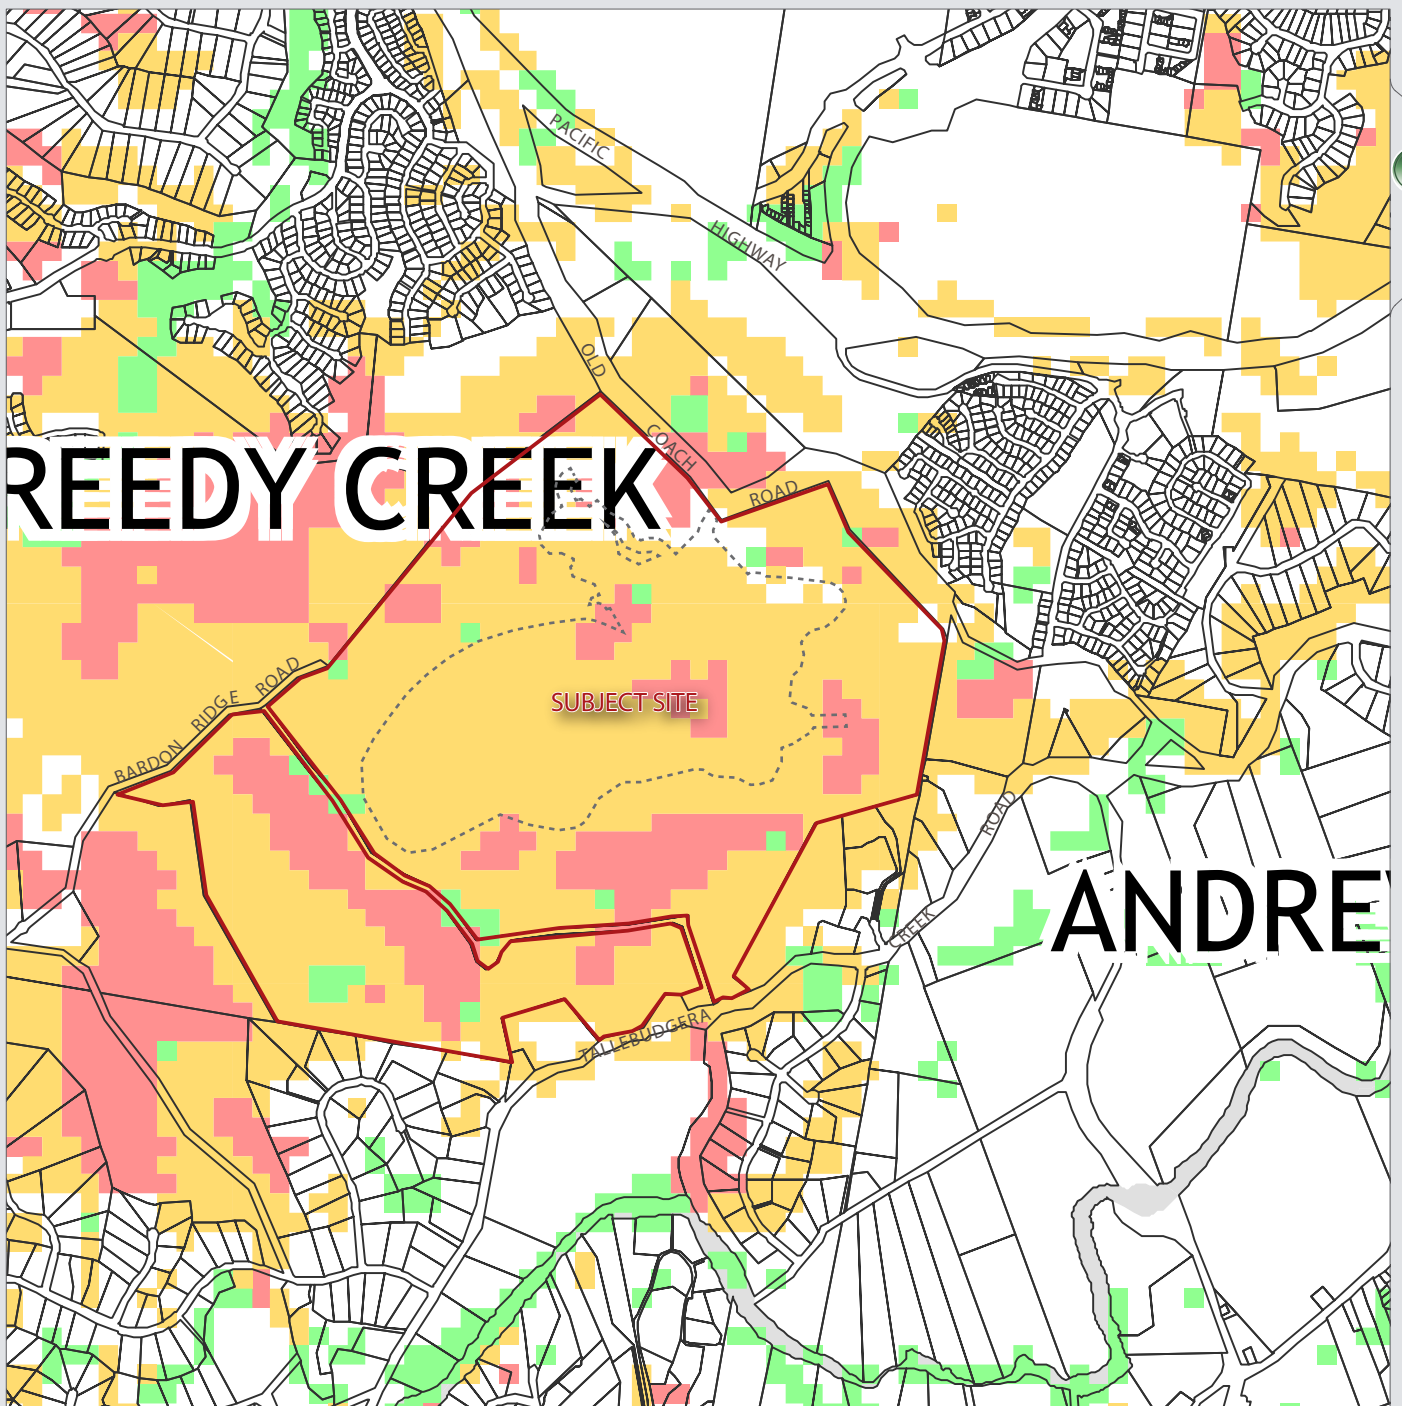 PACIFIC
HIGHWAY
OLD
COACH
ROAD
REEDY CREEK
ROAD
RIDGE
BARDON
SUBJECT SITE
ROAD
CREEK
TALLEBUDGERA
ANDRE